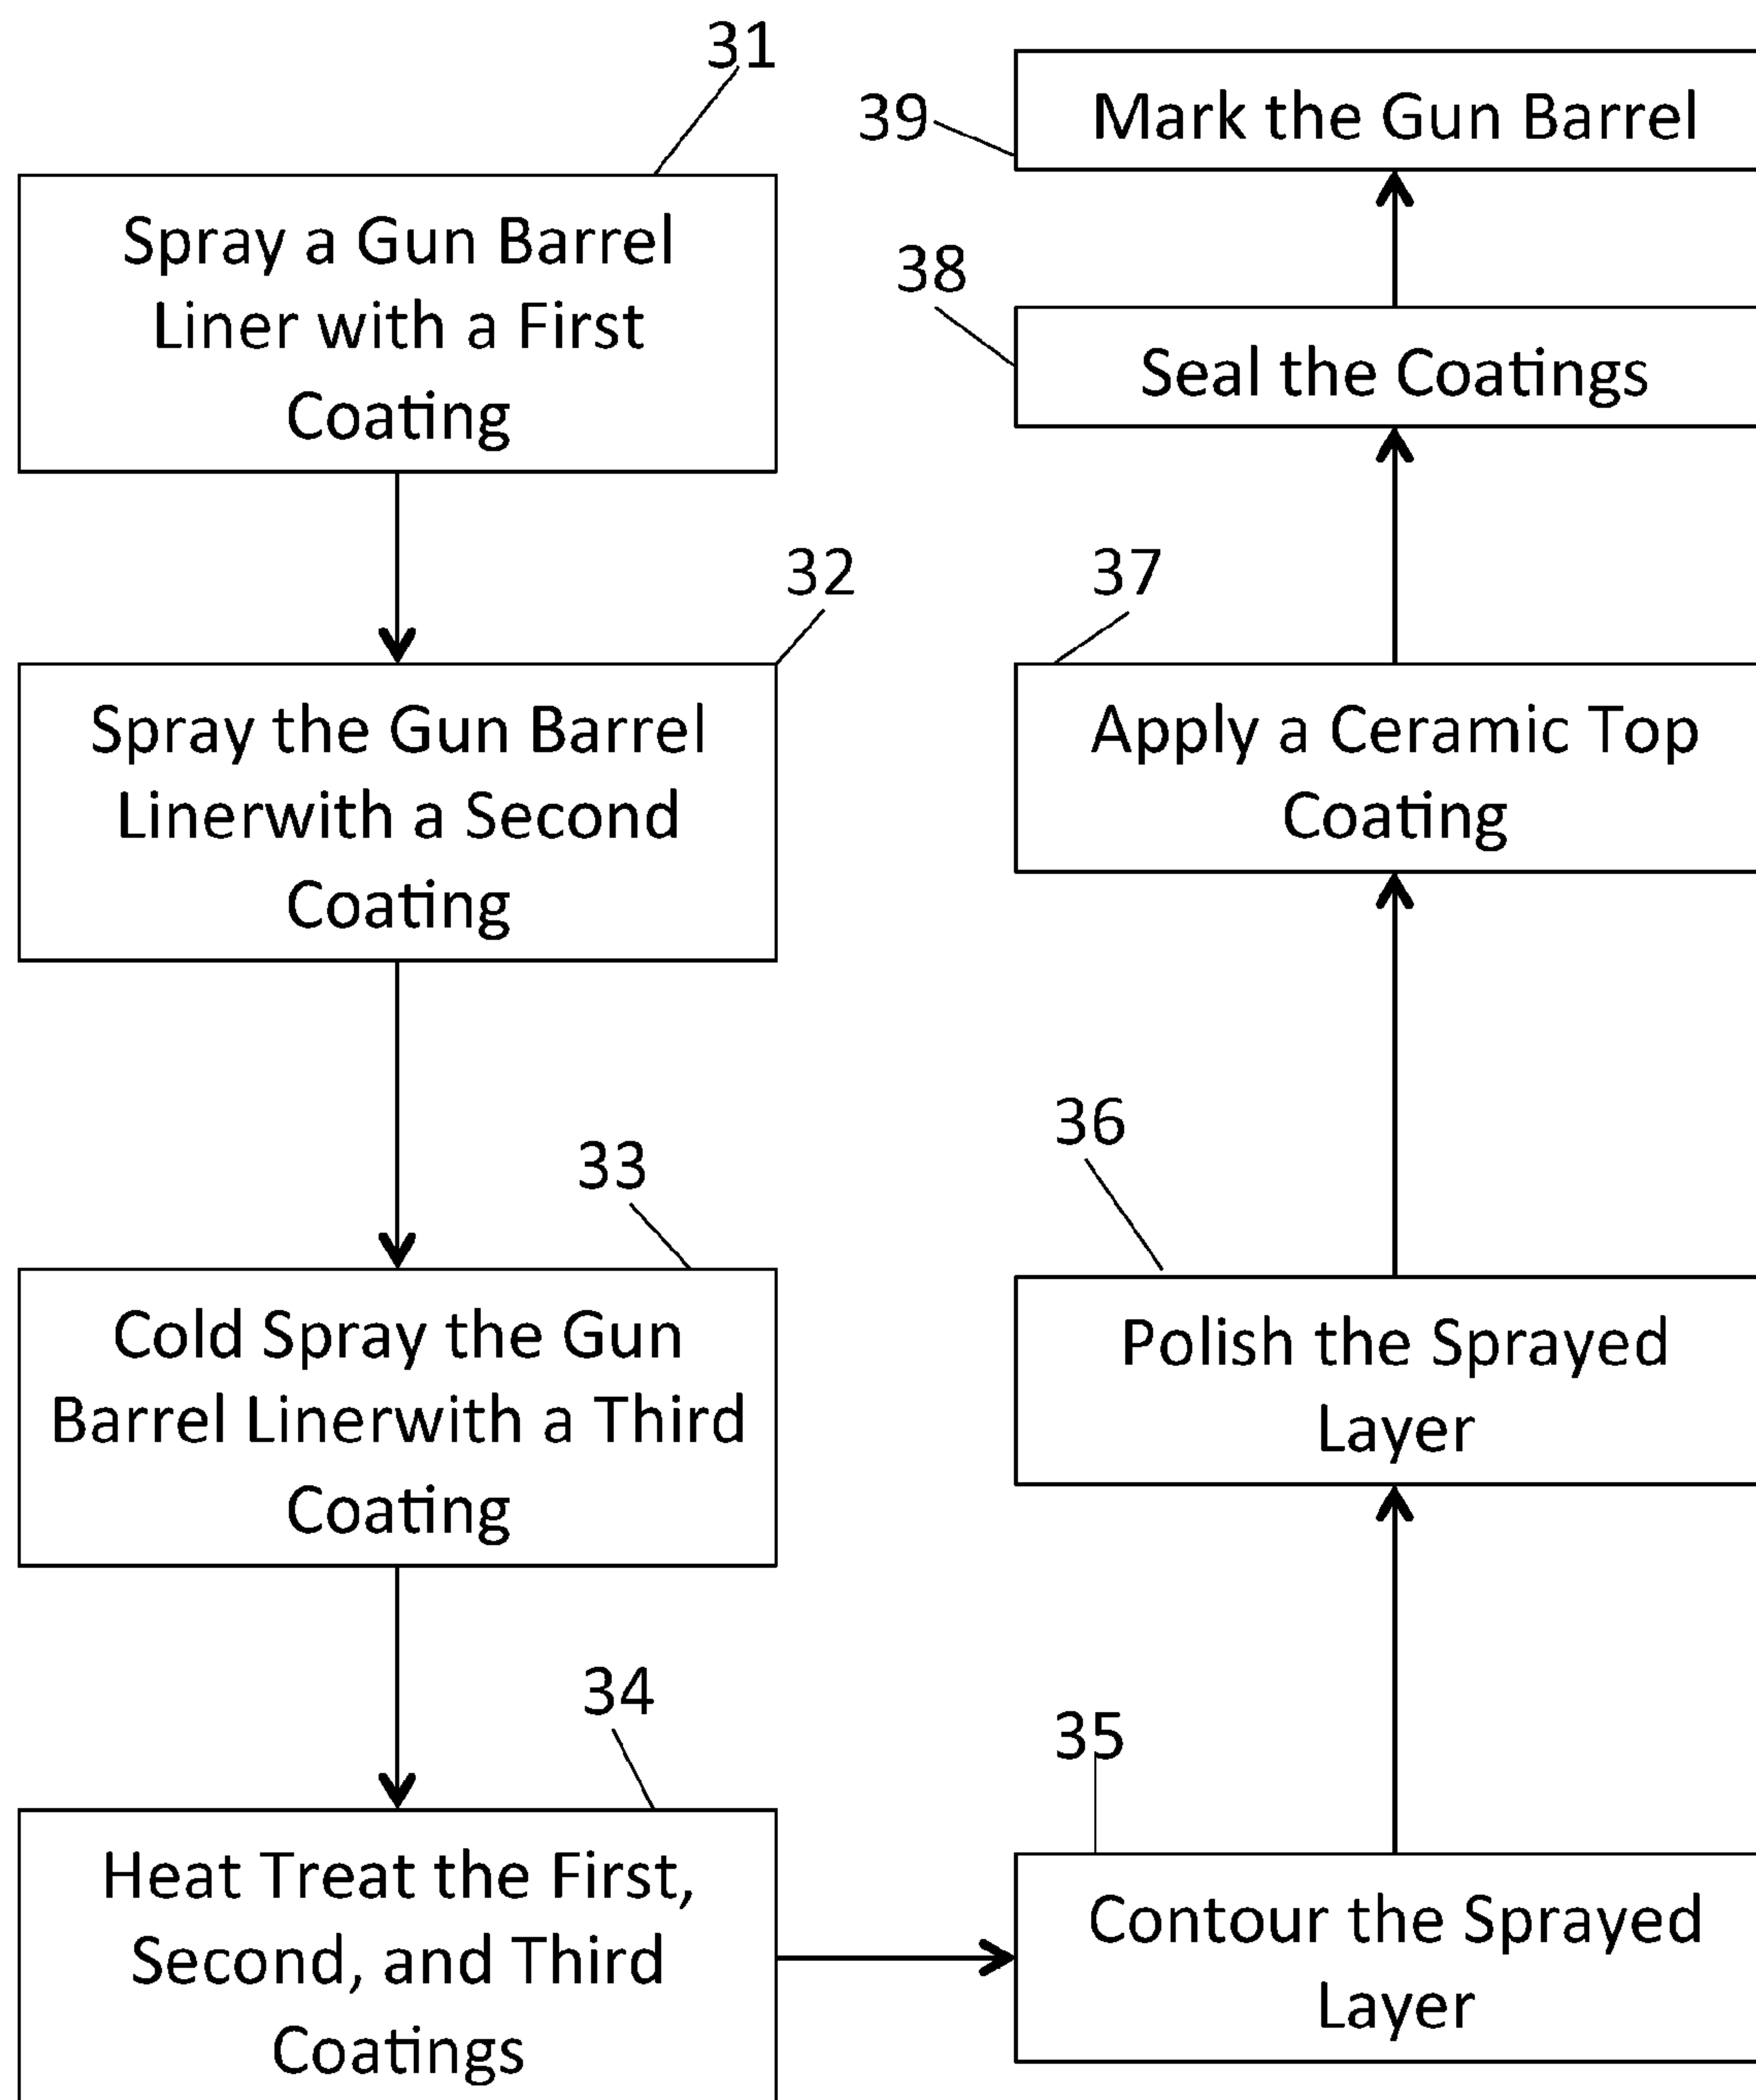 31
Spray a Gun Barrel
Liner with a First
Coating
32
Spray the Gun Barrel
Linerwith a Second
Coating
33
Cold Spray the Gun
Barrel Linerwith a Third
Coating
34
Heat Treat the First,
Second, and Third
Coatings
35
Contour the Sprayed
Layer
36
Polish the Sprayed
Layer
37
Apply a Ceramic Top
Coating
38
Seal the Coatings
39
Mark the Gun Barrel